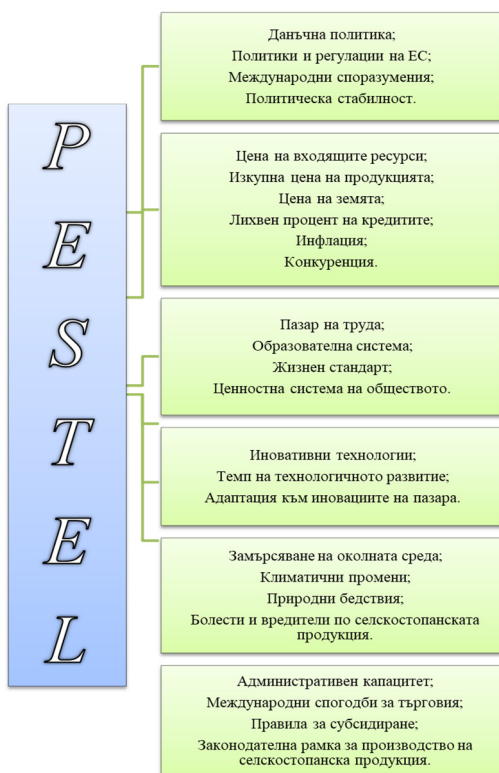 P
E
S
T
E
L
Данъчна политика;
Политики и регулации на ЕС;
Международни споразумения;
Политическа стабилност.
Цена на входящите ресурси;
Изкупна цена на продукцията;
Цена на земята;
Лихвен процент на кредитите;
Инфлация;
Конкуренция.
Пазар на труда;
Образователна система;
Жизнен стандарт;
Ценностна система на обществото.
Иновативни технологии;
Темп на технологичното развитие;
Адаптация към иновациите на пазара.
Замърсяване на околната среда;
Климатични промени;
Природни бедствия;
Болести и вредители по селскостопанската
продукция.
Административен капацитет;
Международни спогодби за търговия;
Правила за субсидиране;
Законодателна рамка за производство на
селскостопанска продукция.